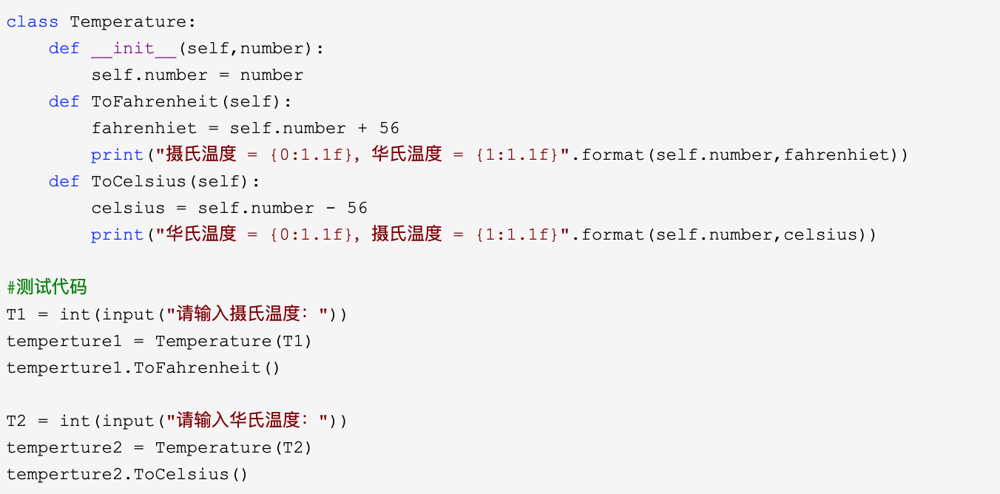 class Temperature:
    def __init__(self,number):
        self.number = number
    def ToFahrenheit(self):
        fahrenhiet = self.number + 56
        print("摄氏温度 = {0:1.1f}, 华氏温度 = {1:1.1f}".format(self.number,fahrenhiet))
    def ToCelsius(self):
        celsius = self.number - 56
        print("华氏温度 = {0:1.1f}, 摄氏温度 = {1:1.1f}".format(self.number,celsius))

#测试代码
T1 = int(input("请输入摄氏温度："))
temperture1 = Temperature(T1)
temperture1.ToFahrenheit()

T2 = int(input("请输入华氏温度："))
temperture2 = Temperature(T2)
temperture2.ToCelsius()